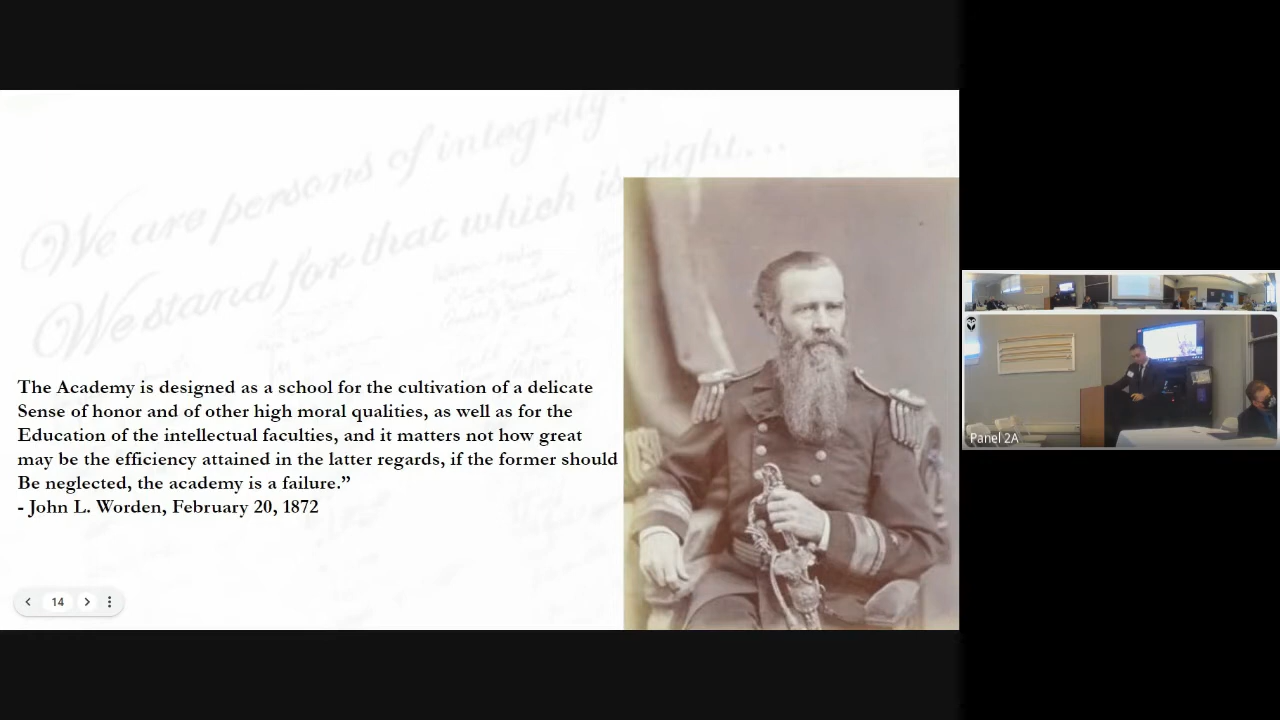 We are persons of integrity.
We stand for that which is right...
The Academy is designed as a school for the cultivation of a delicate
Sense of honor and of other high moral qualities, as well as for the
Education of the intellectual faculties, and it matters not how great
may be the efficiency attained in the latter regards, if the former should
Be neglected, the academy is a failure.”
- John L. Worden, February 20, 1872
14
Panel 2A